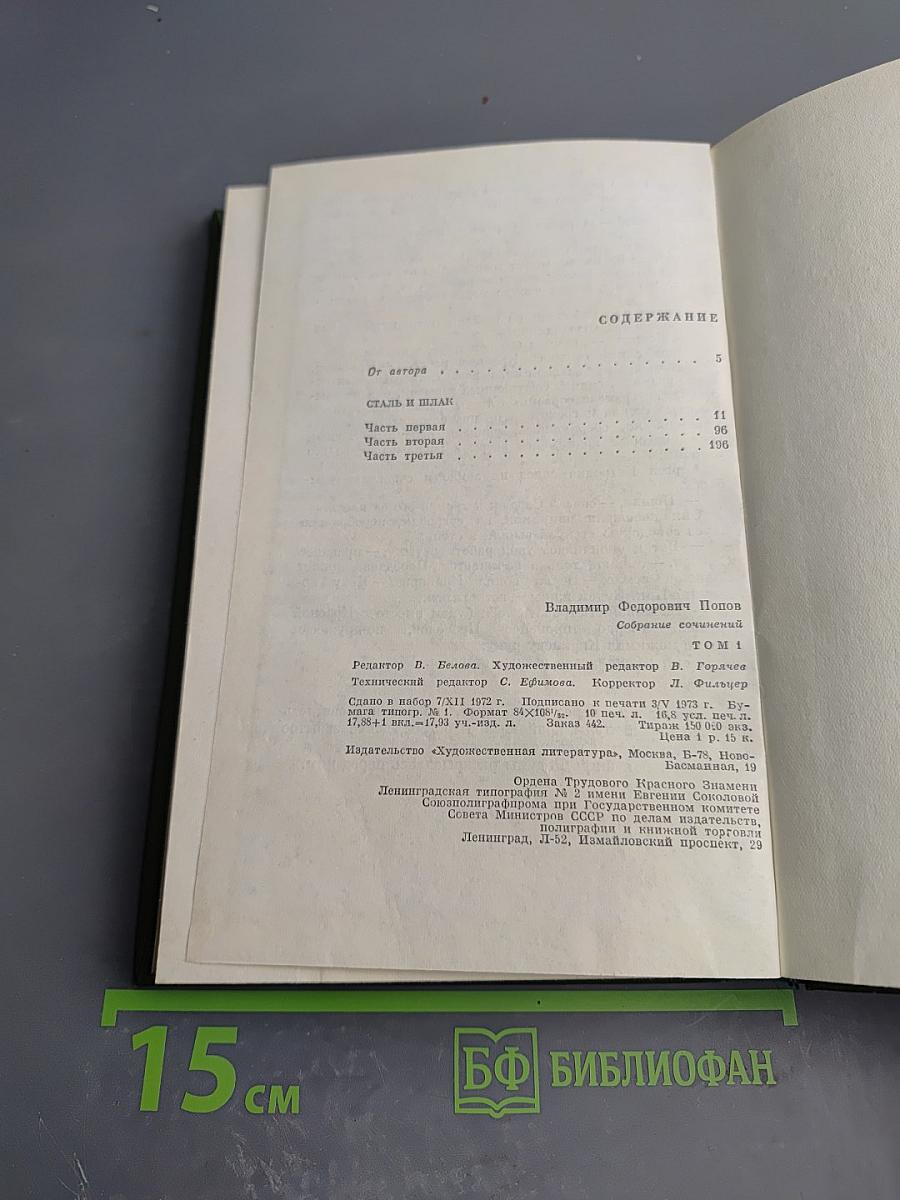 СОДЕРЖАНИЕ
От автора . . . . . . . . . . . . . . . . 5
СТАЛЬ И ШЛАК
Часть первая . . . . . . . . . . . . . . . 11
Часть вторая . . . . . . . . . . . . . . . 96
Часть третья . . . . . . . . . . . . . . . 196
Владимир Федорович Попов
Собрание сочинений
ТОМ 1
Редактор В. Белова. Художественный редактор В. Горячев
Технический редактор С. Ефимова. Корректор Л. Фильцер
Сдано в набор 7/XII 1972 г. Подписано к печати 3/V 1973 г. Бу-
мага типогр. № 1. Формат 84×108¹/₃₂. 10 печ. л. 16,8 усл. печ. л.
17,88+1 вкл.=17,93 уч.-изд. л. Заказ 442. Тираж 150 000 экз.
Цена 1 р. 15 к.
Издательство «Художественная литература», Москва, Б-78, Ново-
Басманная, 19
Ордена Трудового Красного Знамени
Ленинградская типография № 2 имени Евгении Соколовой
Союзполиграфпрома при Государственном комитете
Совета Министров СССР по делам издательств,
полиграфии и книжной торговли
Ленинград, Л-52, Измайловский проспект, 29
15 см
БФ БИБЛИОФАН